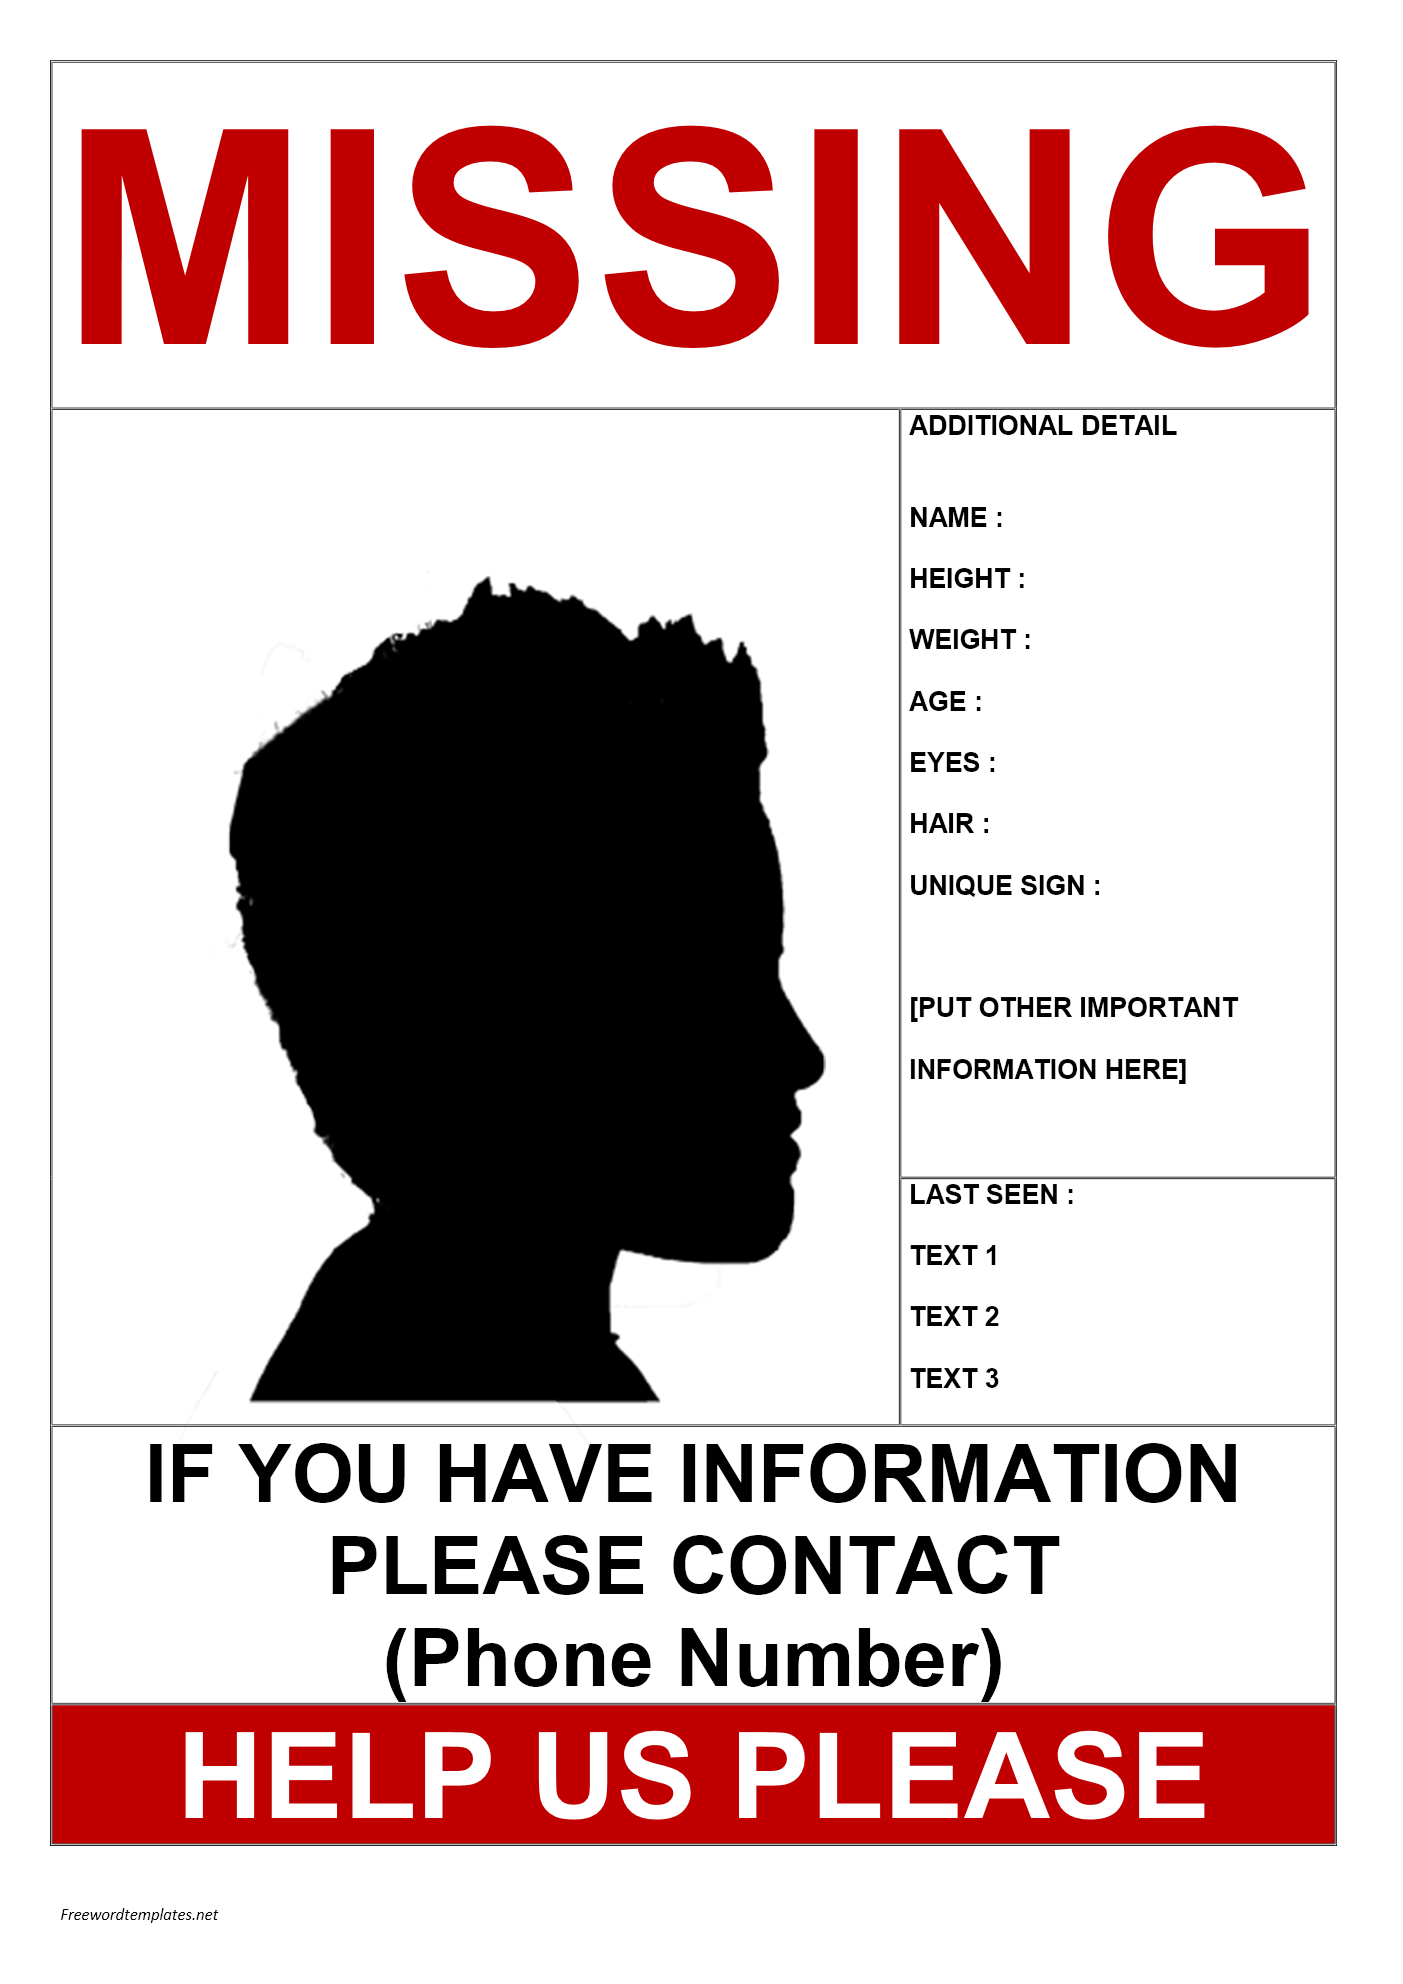 MISSING
ADDITIONAL DETAIL
NAME :
HEIGHT :
WEIGHT :
AGE :
EYES :
HAIR :
UNIQUE SIGN :
[PUT OTHER IMPORTANT
INFORMATION HERE]
LAST SEEN :
TEXT 1
TEXT 2
TEXT 3
IF YOU HAVE INFORMATION
PLEASE CONTACT
(Phone Number)
HELP US PLEASE
Freewordtemplates.net